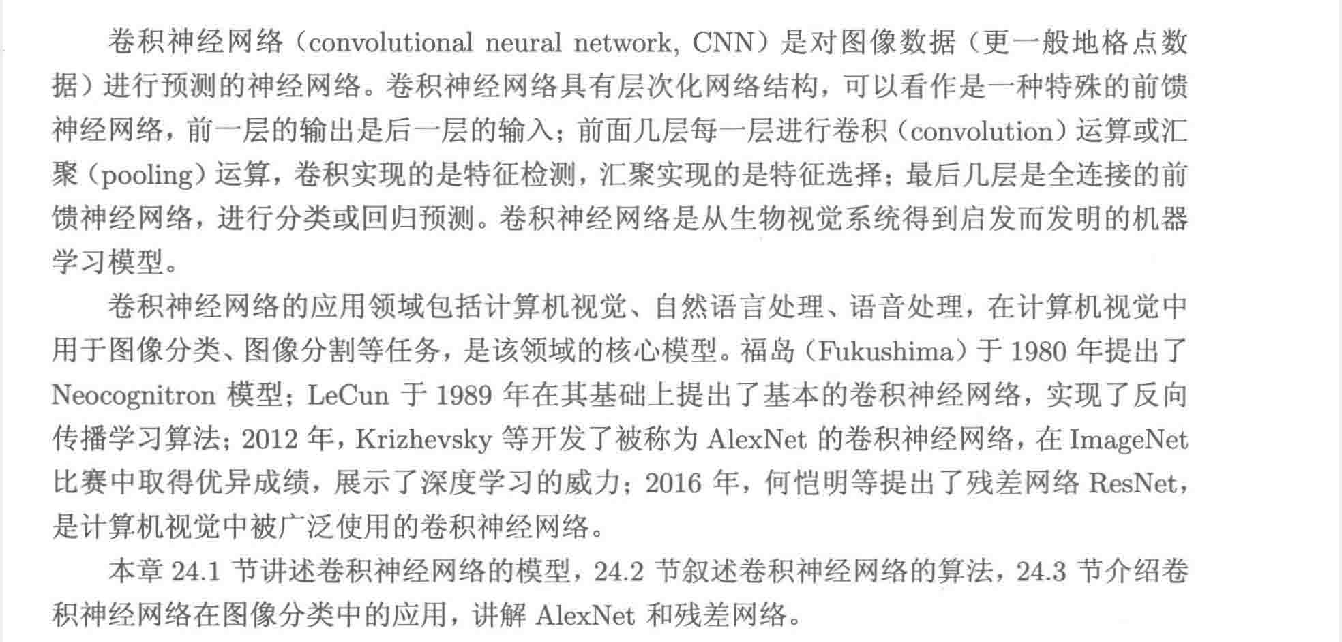 卷积神经网络（convolutional neural network, CNN）是对图像数据（更一般地格点数
据）进行预测的神经网络。卷积神经网络具有层次化网络结构，可以看作是一种特殊的前馈
神经网络，前一层的输出是后一层的输入；前面几层每一层进行卷积（convolution）运算或汇
聚（pooling）运算，卷积实现的是特征检测，汇聚实现的是特征选择；最后几层是全连接的前
馈神经网络，进行分类或回归预测。卷积神经网络是从生物视觉系统得到启发而发明的机器
学习模型。
卷积神经网络的应用领域包括计算机视觉、自然语言处理、语音处理，在计算机视觉中
用于图像分类、图像分割等任务，是该领域的核心模型。福岛（Fukushima）于 1980 年提出了
Neocognitron 模型；LeCun 于 1989 年在其基础上提出了基本的卷积神经网络，实现了反向
传播学习算法；2012 年，Krizhevsky 等开发了被称为 AlexNet 的卷积神经网络，在 ImageNet
比赛中取得优异成绩，展示了深度学习的威力；2016 年，何恺明等提出了残差网络 ResNet，
是计算机视觉中被广泛使用的卷积神经网络。
本章 24.1 节讲述卷积神经网络的模型，24.2 节叙述卷积神经网络的算法，24.3 节介绍卷
积神经网络在图像分类中的应用，讲解 AlexNet 和残差网络。